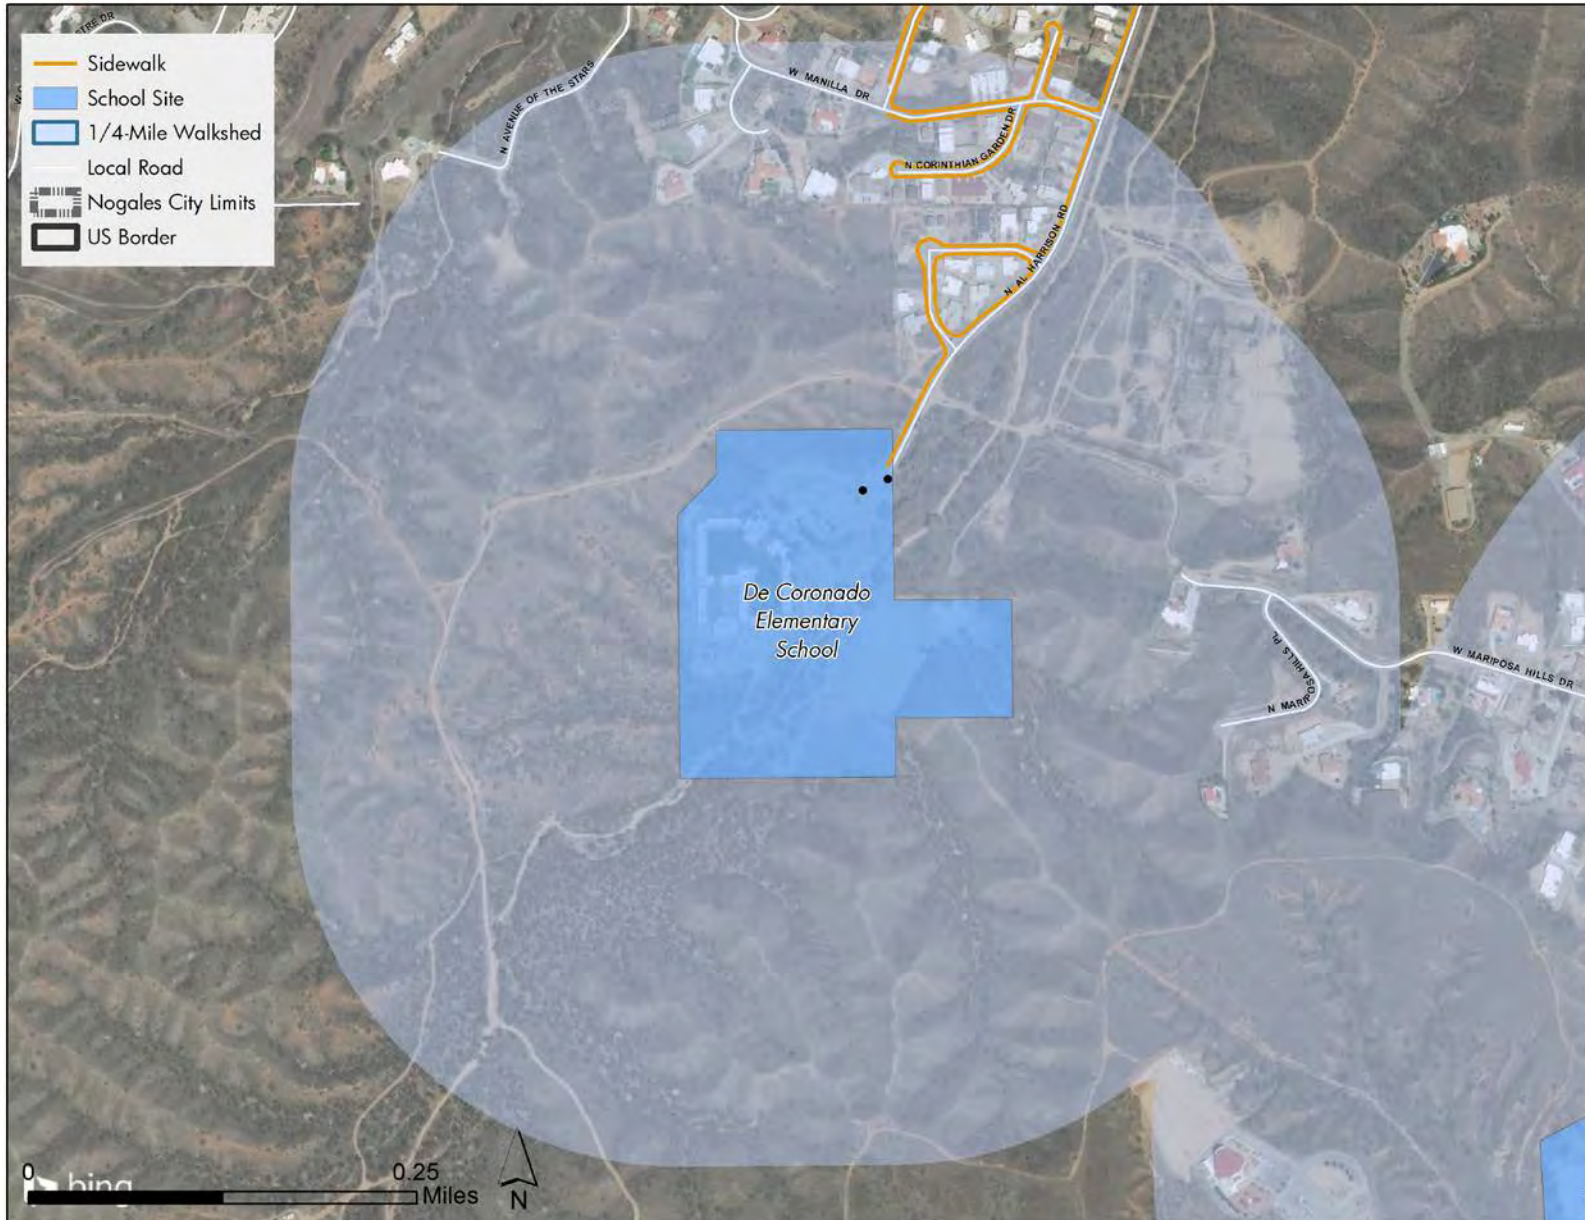 Sidewalk
School Site
1/4-Mile Walkshed
Local Road
Nogales City Limits
US Border
N AVENUE OF THE STARS
W MANILLA DR
N CORINTHIAN GARDEN DR
N AL HARRISON RD
De Coronado
Elementary
School
W MARIPOSA HILLS DR
N MARIPOSA HILLS PL
0 0.25
bing
Miles
N